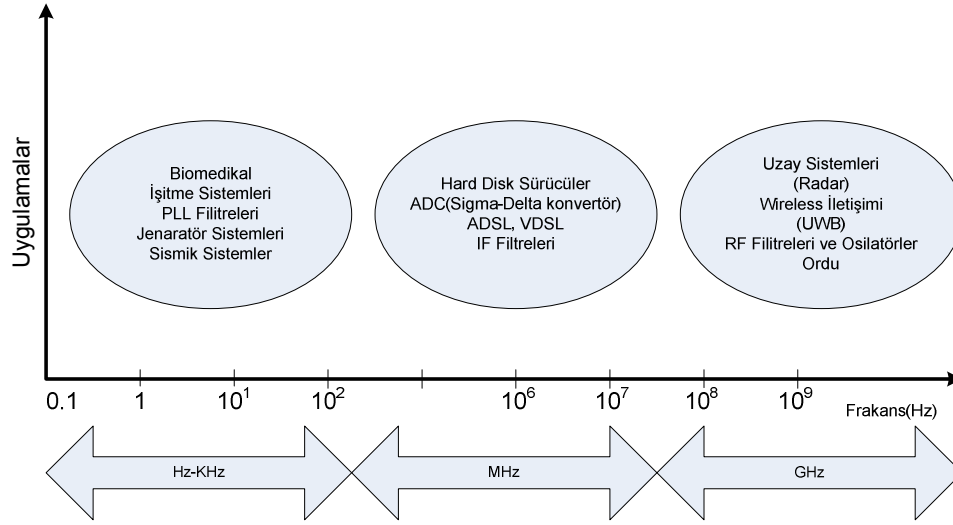 Uygulamalar
Biomedikal
İşitme Sistemleri
PLL Filitreleri
Jenaratör Sistemleri
Sismik Sistemler
Hard Disk Sürücüler
ADC(Sigma-Delta konvertör)
ADSL, VDSL
IF Filtreleri
Uzay Sistemleri
(Radar)
Wireless İletişimi
(UWB)
RF Filitreleri ve Osilatörler
Ordu
0.1 1 10¹ 10² 10⁶ 10⁷ 10⁸ 10⁹ Frakans(Hz)
Hz-KHz MHz GHz